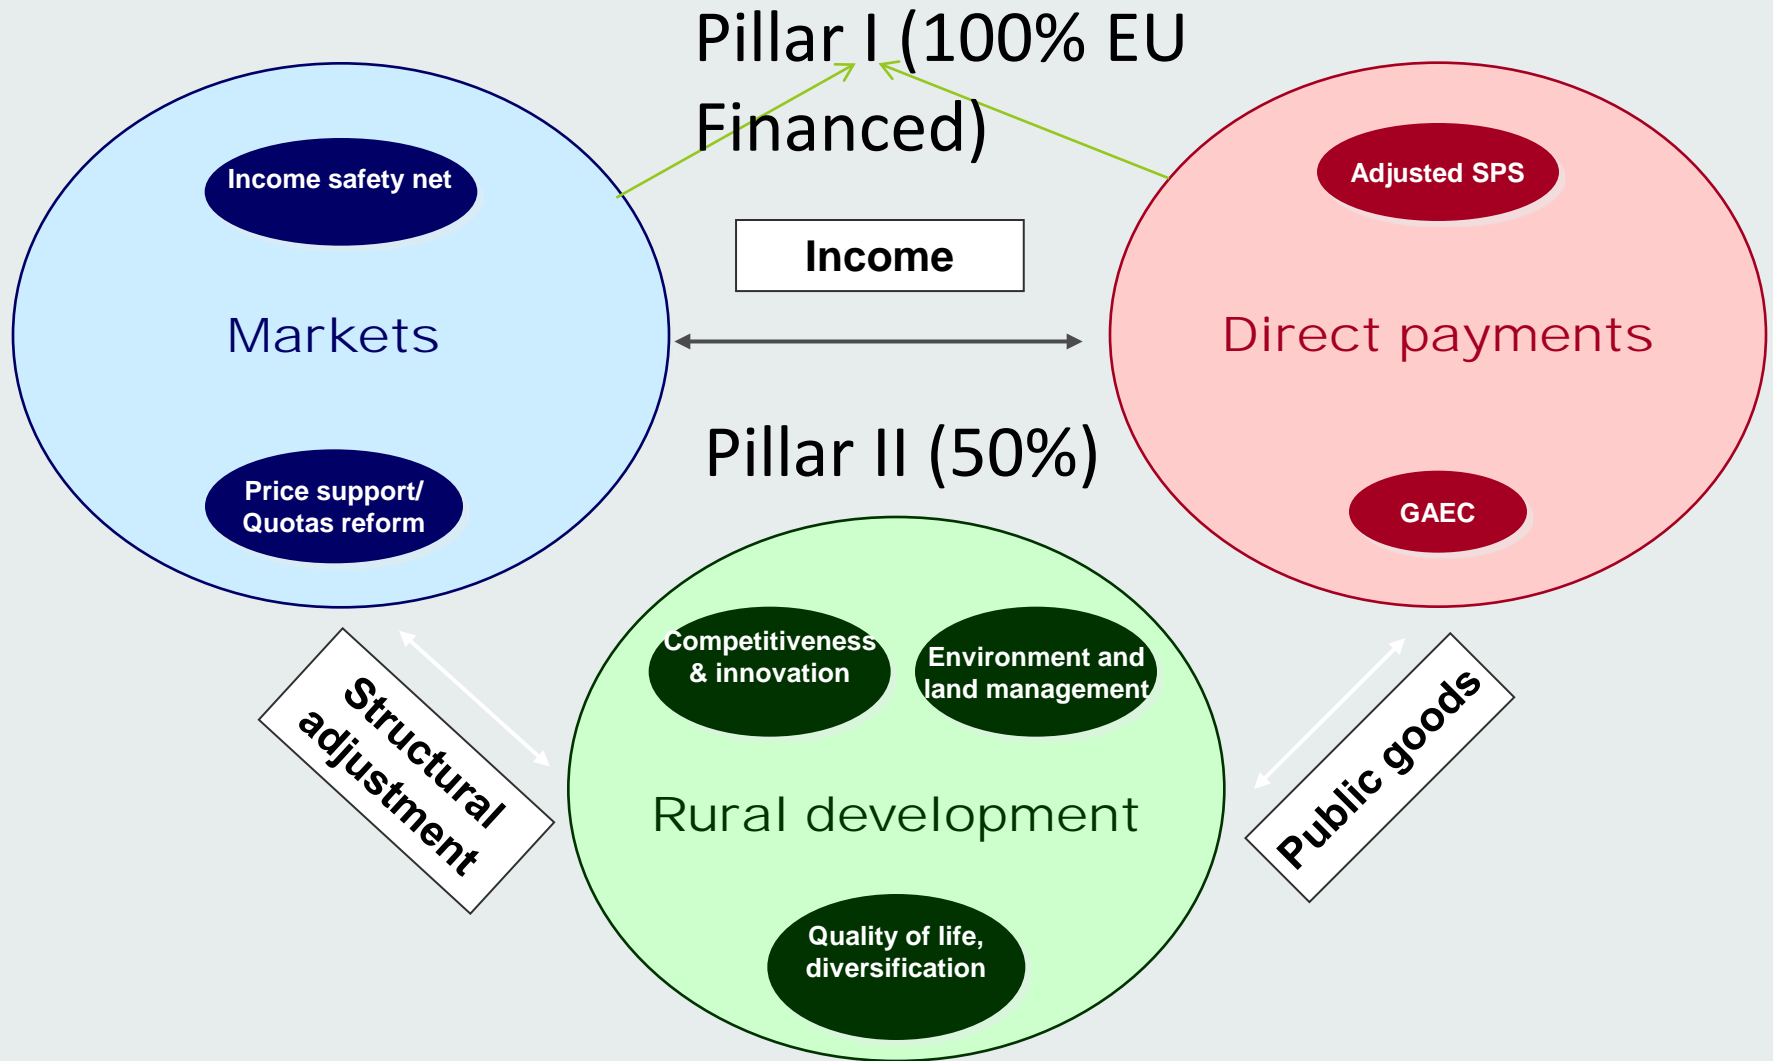 Pillar I (100% EU
Financed)
Income safety net
Adjusted SPS
Income
Markets
Direct payments
Pillar II (50%)
Price support/
Quotas reform
GAEC
Competitiveness
& innovation
Environment and
land management
Structural
adjustment
Public goods
Rural development
Quality of life,
diversification